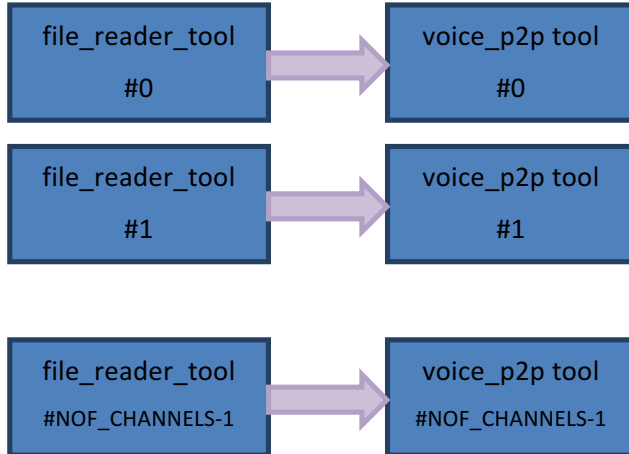 file_reader_tool
#0
voice_p2p tool
#0
file_reader_tool
#1
voice_p2p tool
#1
file_reader_tool
#NOF_CHANNELS-1
voice_p2p tool
#NOF_CHANNELS-1